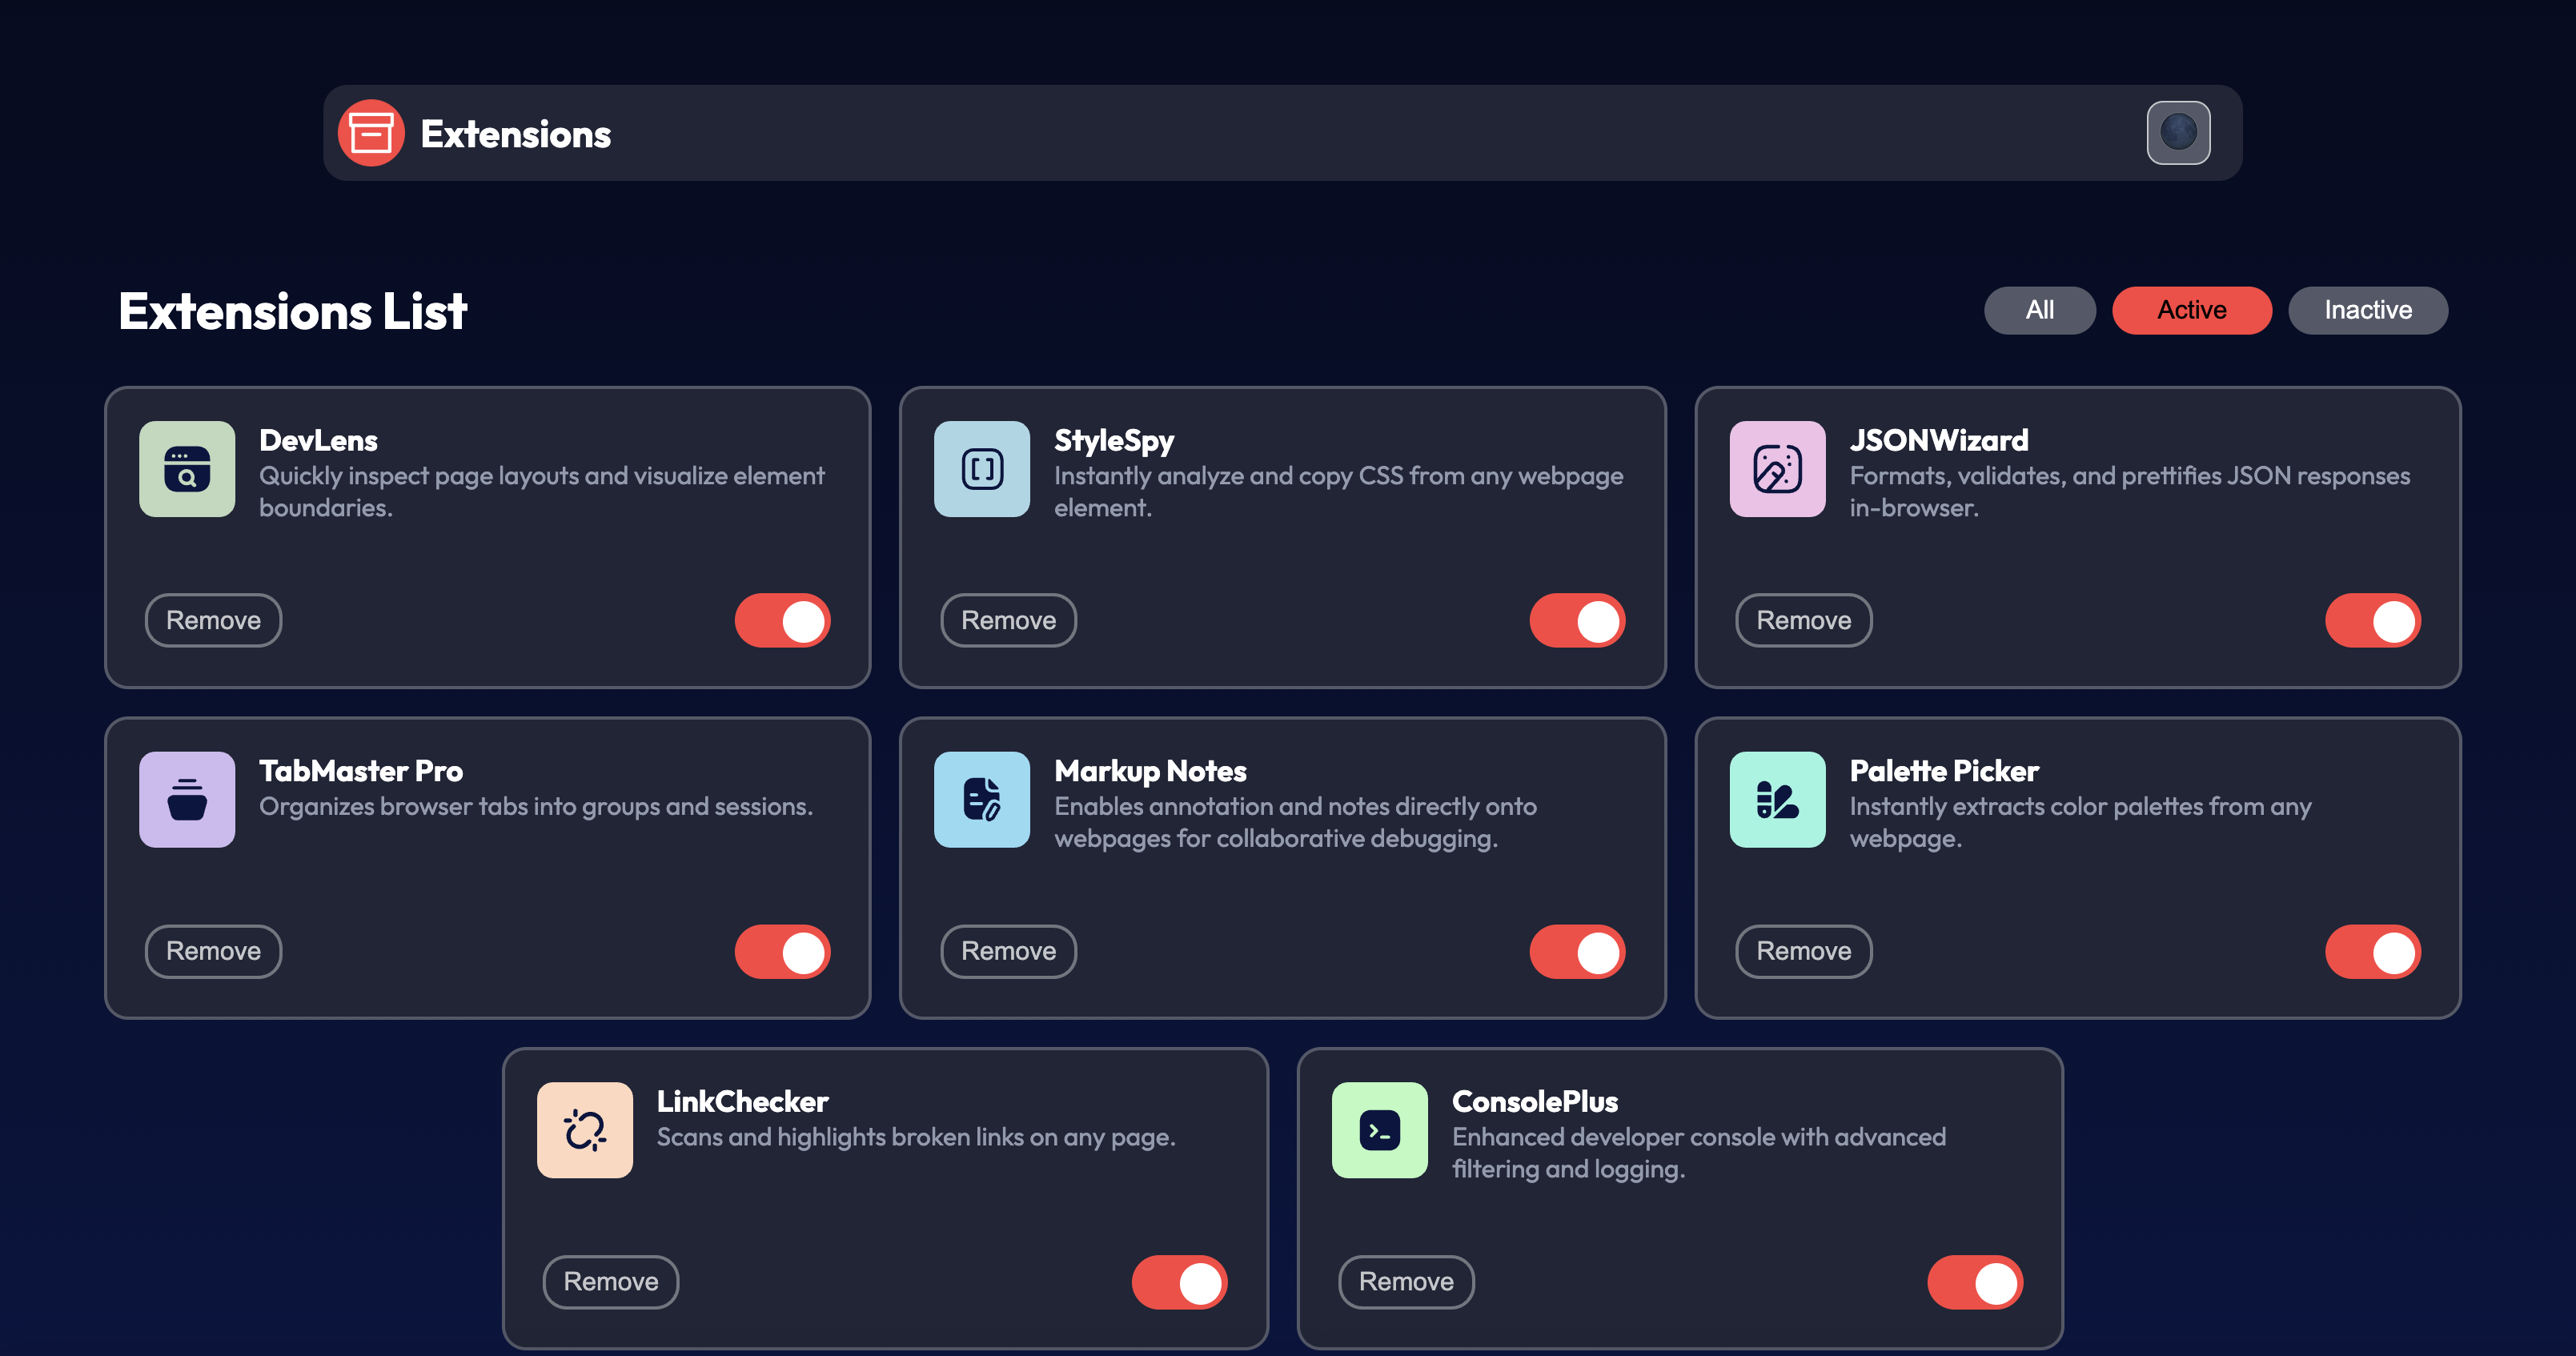 Extensions
Extensions List
All
Active
Inactive
DevLens
Quickly inspect page layouts and visualize element
boundaries.
Remove
StyleSpy
Instantly analyze and copy CSS from any webpage
element.
Remove
JSONWizard
Formats, validates, and prettifies JSON responses
in-browser.
Remove
TabMaster Pro
Organizes browser tabs into groups and sessions.
Remove
Markup Notes
Enables annotation and notes directly onto
webpages for collaborative debugging.
Remove
Palette Picker
Instantly extracts color palettes from any
webpage.
Remove
LinkChecker
Scans and highlights broken links on any page.
Remove
ConsolePlus
Enhanced developer console with advanced
filtering and logging.
Remove